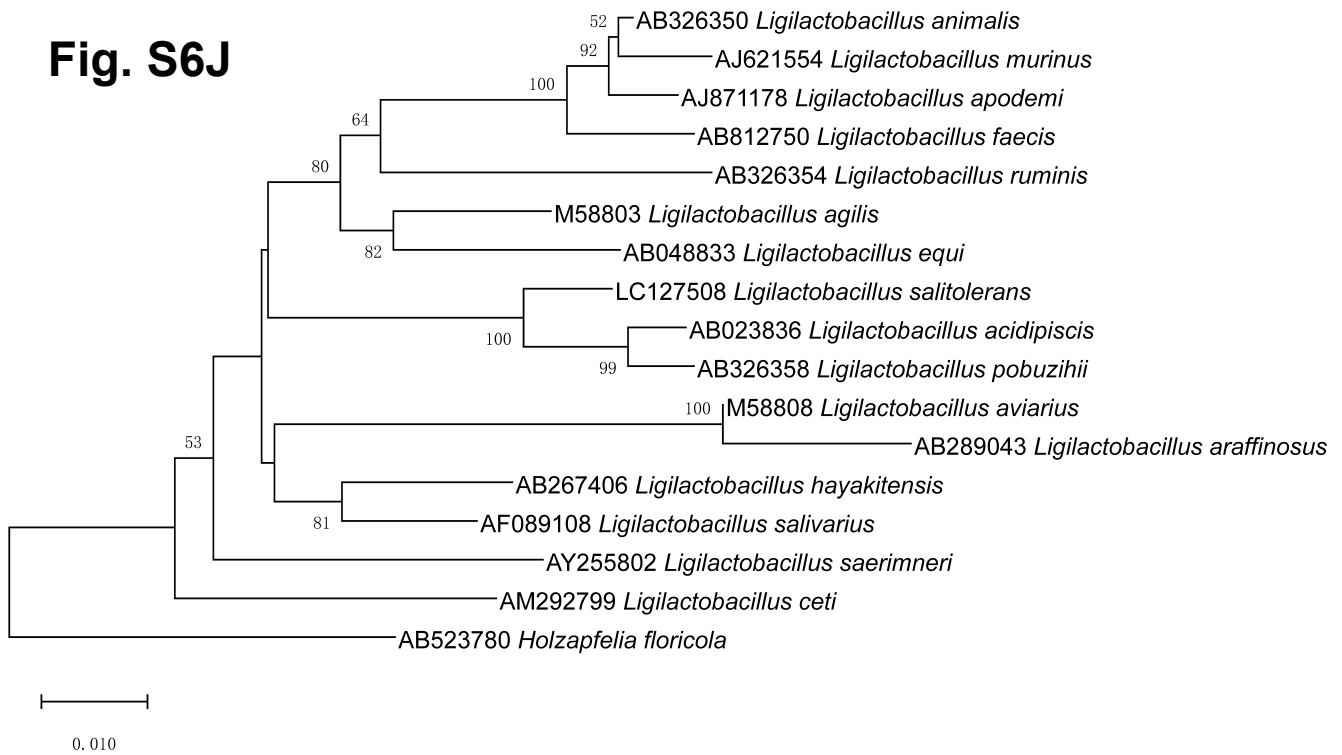 Fig. S6J
52
AB326350 Ligilactobacillus animalis
92
AJ621554 Ligilactobacillus murinus
100
AJ871178 Ligilactobacillus apodemi
64
AB812750 Ligilactobacillus faecis
80
AB326354 Ligilactobacillus ruminis
M58803 Ligilactobacillus agilis
82
AB048833 Ligilactobacillus equi
LC127508 Ligilactobacillus salitolerans
100
AB023836 Ligilactobacillus acidipiscis
99
AB326358 Ligilactobacillus pobuzihii
100
M58808 Ligilactobacillus aviarius
53
AB289043 Ligilactobacillus araffinosus
AB267406 Ligilactobacillus hayakitensis
81
AF089108 Ligilactobacillus salivarius
AY255802 Ligilactobacillus saerimneri
AM292799 Ligilactobacillus ceti
AB523780 Holzapfelia floricola
0.010